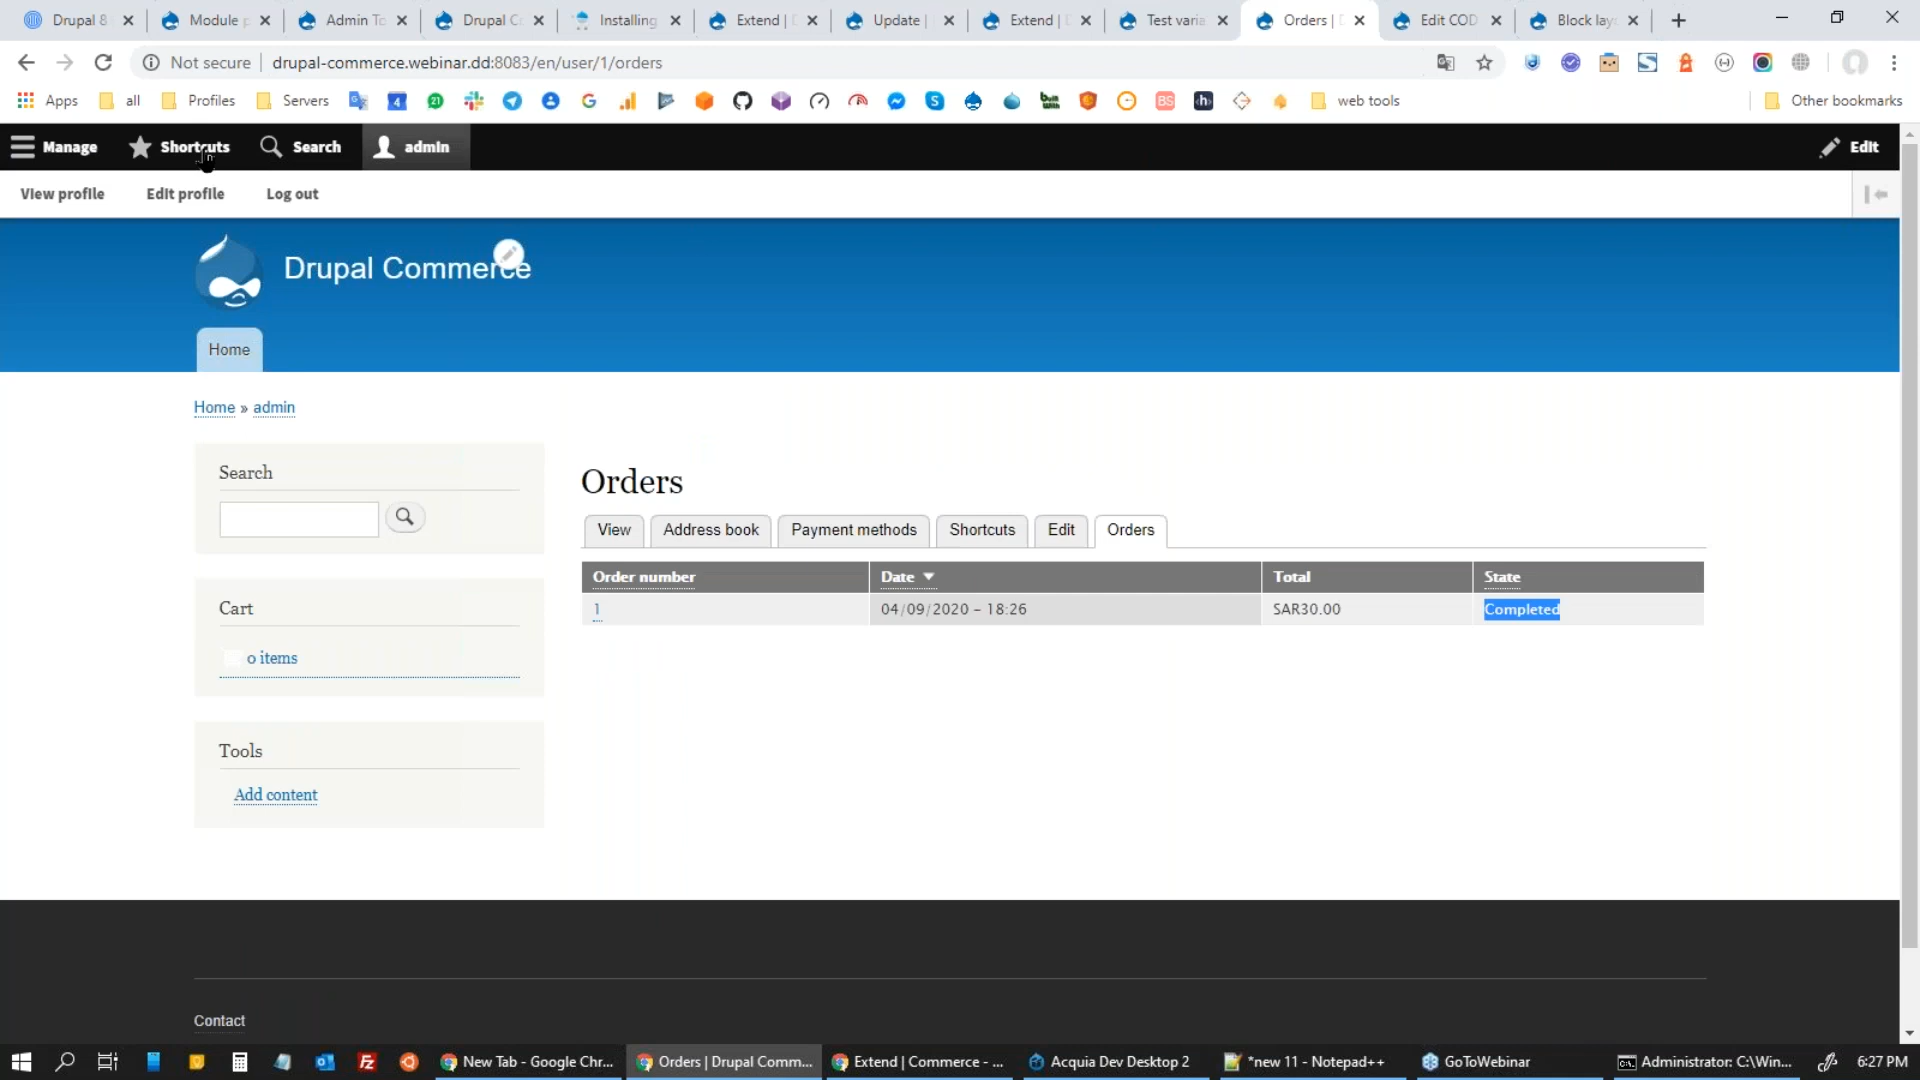 Drupal 8 Module p Admin To Drupal C Installing Extend | D Update | Extend | D Test varia Orders | D Edit COD Block layo
Not secure drupal-commerce.webinar.dd:8083/en/user/1/orders
Apps all Profiles Servers web tools Other bookmarks
Manage Shortcuts Search admin Edit
View profile Edit profile Log out
Drupal Commerce
Home
Home » admin
Search
Orders
View Address book Payment methods Shortcuts Edit Orders
Order number Date Total State
1 04/09/2020 - 18:26 SAR30.00 Completed
Cart
0 items
Tools
Add content
Contact
New Tab - Google Chr... Orders | Drupal Comm... Extend | Commerce - ... Acquia Dev Desktop 2 *new 11 - Notepad++ GoToWebinar Administrator: C:\Win... 6:27 PM